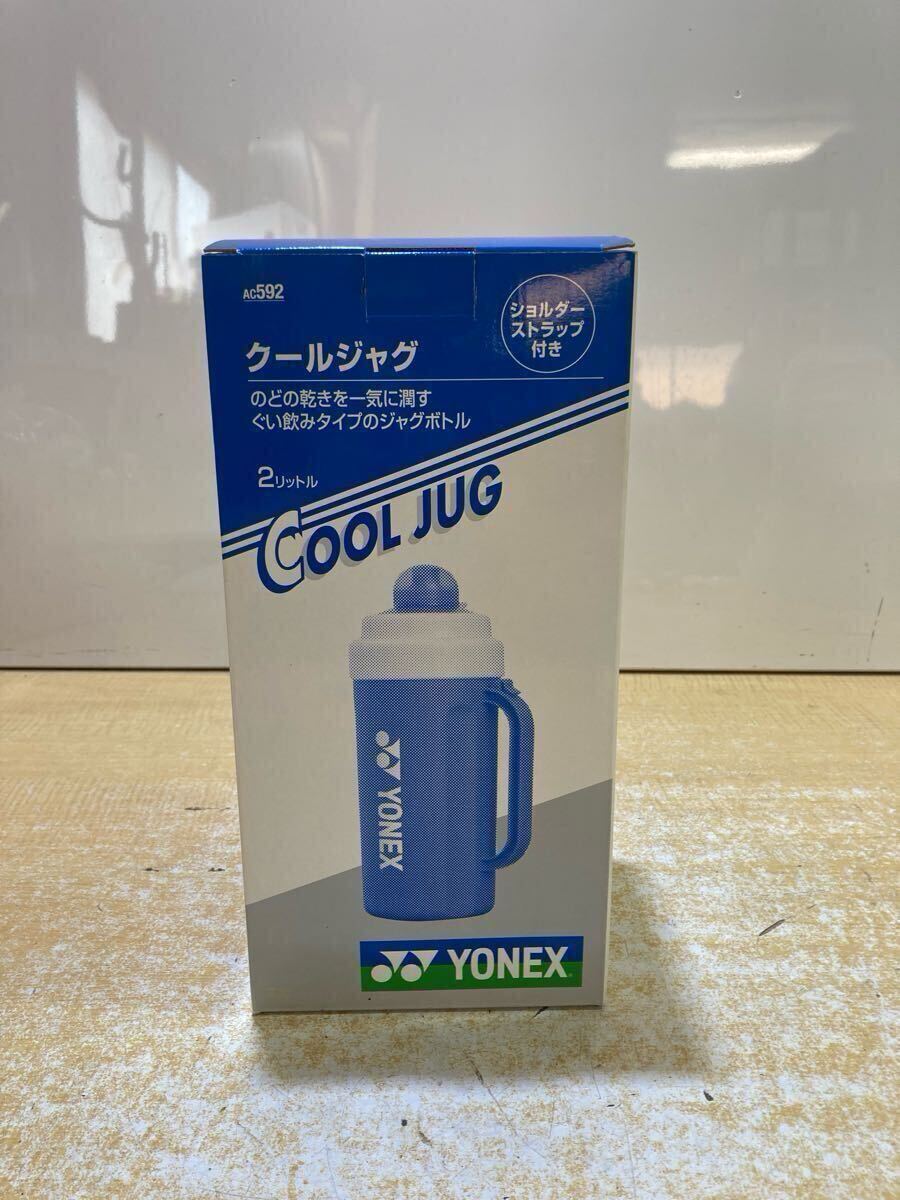 AC592
ショルダー
ストラップ
付き
クールジャグ
のどの乾きを一気に潤す
ぐい飲みタイプのジャグボトル
2リットル
COOL JUG
YONEX
YONEX